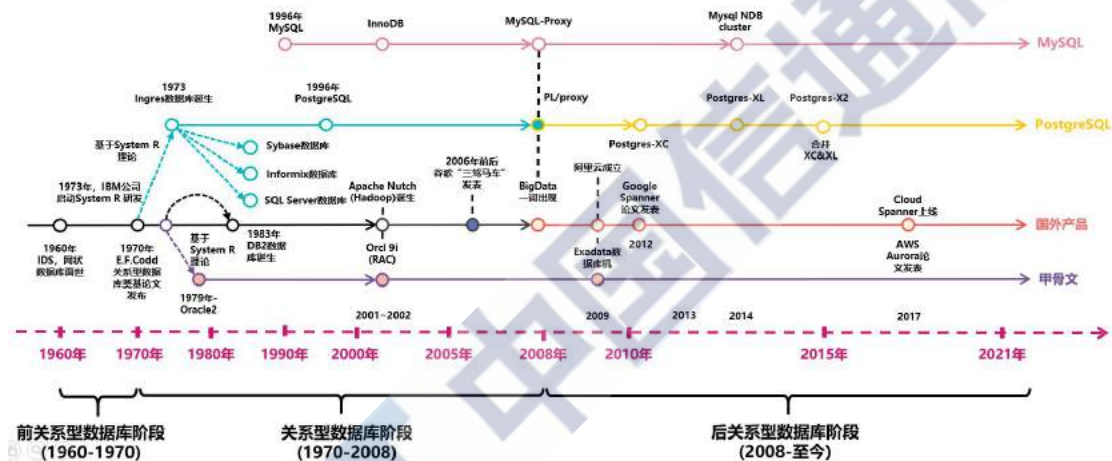 1996年
MySQL
InnoDB
MySQL-Proxy
Mysql NDB
cluster
MySQL
1973
Ingres数据库诞生
1996年
PostgreSQL
PL/proxy
Postgres-XL
Postgres-X2
PostgreSQL
基于System R
理论
Sybase数据库
Informix数据库
SQL Server数据库
Postgres-XC
合并
XC&XL
1973年，IBM公司
启动System R 研发
Apache Nutch
(Hadoop)诞生
2006年前后
谷歌“三驾马车”
发表
BigData
一词出现
阿里云成立
Google
Spanner
论文发表
Cloud
Spanner上线
国外产品
1960年
IDS，网状
数据库面世
1970年
E.F.Codd
关系型数据
库奠基论文
发布
基于
System R
理论
1983年
DB2数据
库诞生
Orcl 9i
(RAC)
2012
Exadata数
据库机
AWS
Aurora论
文发表
甲骨文
1979年-
Oracle2
2001~2002
2009
2013
2014
2017
1960年
1970年
1980年
1990年
2000年
2005年
2008年
2010年
2015年
2021年
前关系型数据库阶段
(1960-1970)
关系型数据库阶段
(1970-2008)
后关系型数据库阶段
(2008-至今)
中国信通